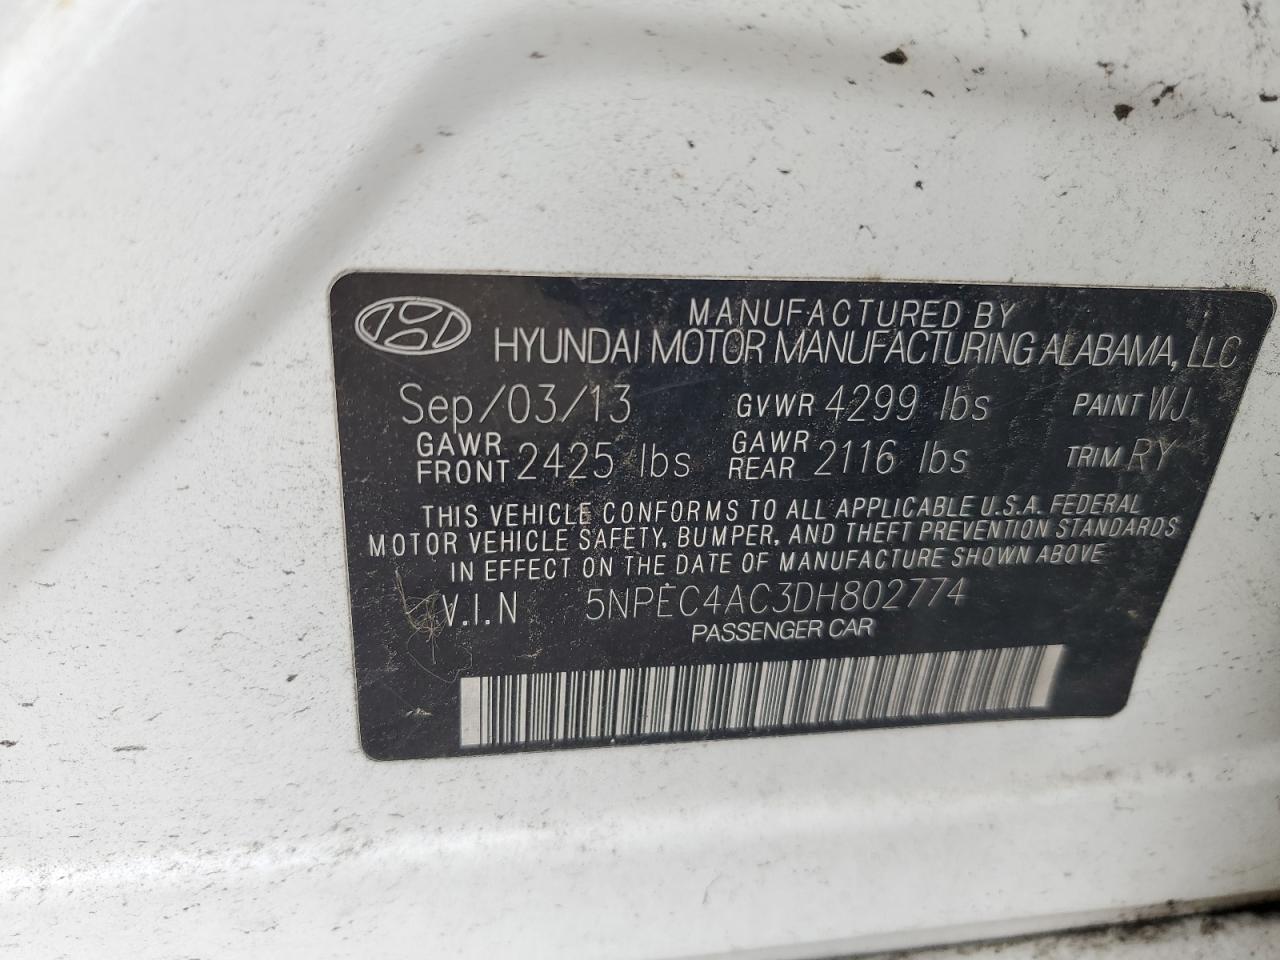 MANUFACTURED BY
HYUNDAI MOTOR MANUFACTURING ALABAMA, LLC
Sep/03/13 GVWR 4299 lbs PAINT WJ
GAWR FRONT 2425 lbs GAWR REAR 2116 lbs TRIM RY
THIS VEHICLE CONFORMS TO ALL APPLICABLE U.S.A. FEDERAL
MOTOR VEHICLE SAFETY, BUMPER, AND THEFT PREVENTION STANDARDS
IN EFFECT ON THE DATE OF MANUFACTURE SHOWN ABOVE
V.I.N 5NPEC4AC3DH802774
PASSENGER CAR